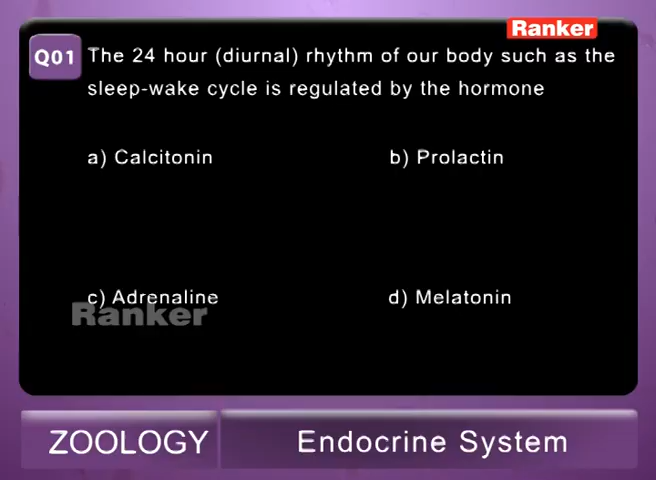 Ranker
Q01 The 24 hour (diurnal) rhythm of our body such as the
sleep-wake cycle is regulated by the hormone
a) Calcitonin b) Prolactin
c) Adrenaline d) Melatonin
Ranker
ZOOLOGY Endocrine System